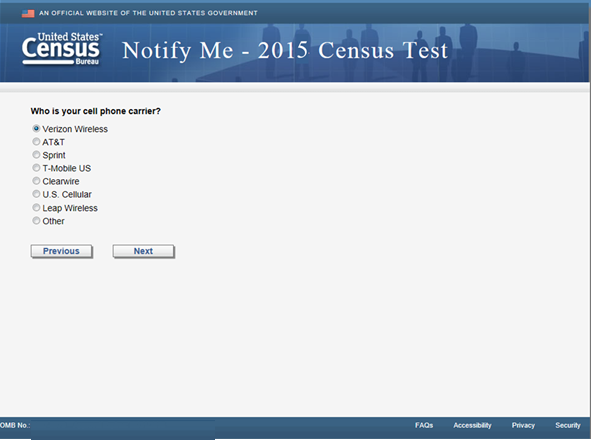 AN OFFICIAL WEBSITE OF THE UNITED STATES GOVERNMENT
United States™
Census
Bureau
Notify Me - 2015 Census Test
Who is your cell phone carrier?
Verizon Wireless
AT&T
Sprint
T-Mobile US
Clearwire
U.S. Cellular
Leap Wireless
Other
Previous Next
OMB No.: FAQs Accessibility Privacy Security